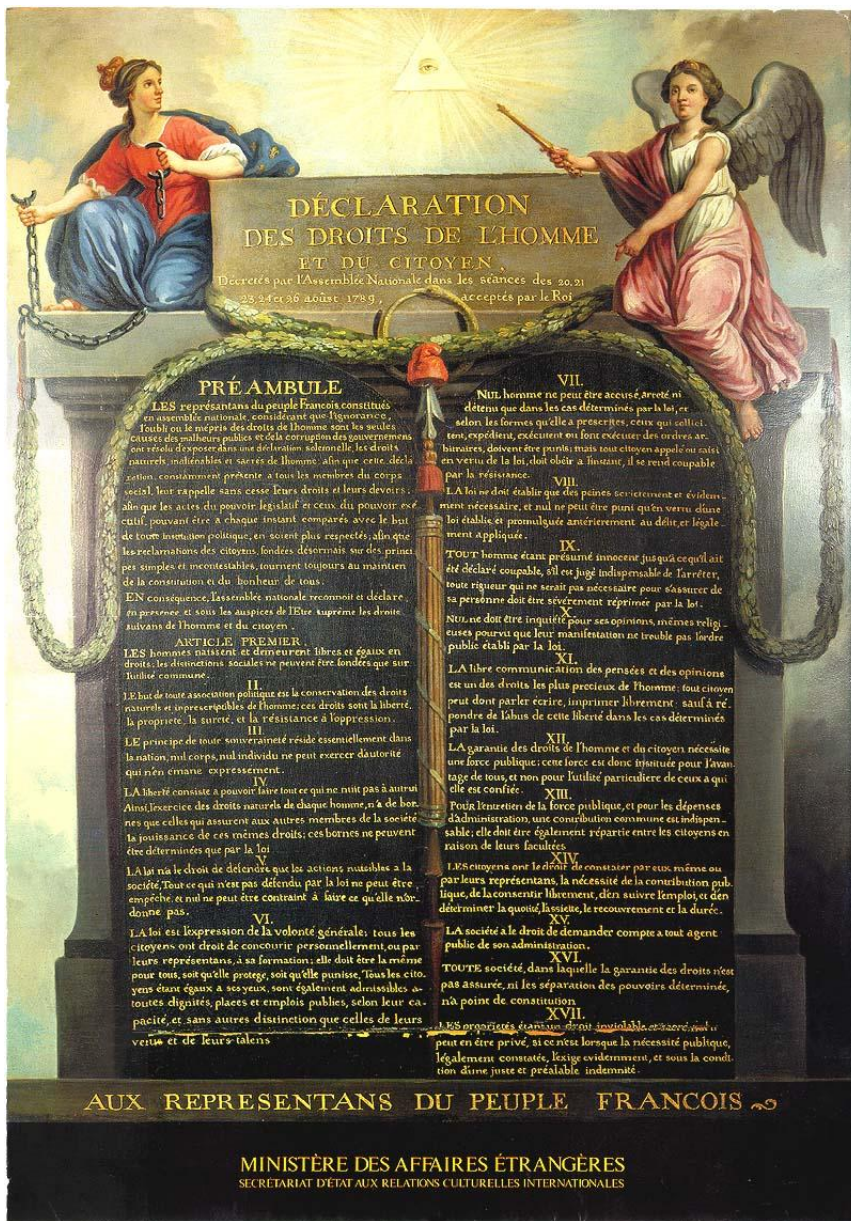 DÉCLARATION
DES DROITS DE L'HOMME
ET DU CITOYEN,
Décretés par l'Assemblée Nationale dans les séances des 20, 21
23, 24 et 26 août 1789, acceptés par le Roi
PRÉAMBULE
LES représantans du peuple Francois, constitués
en assemblée nationale, considérant que l'ignorance,
l'oubli ou le mépris des droits de l'homme sont les seules
causes des malheurs publics et de la corruption des gouvernemens
ont résolu d'exposer dans une déclaration solemnelle, les droits
naturels, inaliénables et sacrés de l'homme: afin que cette décla
ration, constamment présente a tous les membres du corps
social, leur rappelle sans cesse leurs droits et leurs devoirs;
afin que les actes du pouvoir législatif et ceux du pouvoir exé
cutif, pouvant être a chaque instant comparés avec le but
de toute institution politique, en soient plus respectés; afin que
les reclamations des citoyens, fondées désormais sur des princi
pes simples et incontestables, tournent toujours au maintien
de la constitution et du bonheur de tous.
EN conséquence, l'assemblée nationale reconnoit et déclare
en présence et sous les auspices de l'Etre suprême les droits
suivans de l'homme et du citoyen.
ARTICLE PREMIER.
LES hommes naissent et demeurent libres et égaux en
droits; les distinctions sociales ne peuvent être fondées que sur
l'utilité commune.
II.
LE but de toute association politique est la conservation des droits
naturels et inprescriptibles de l'homme; ces droits sont la liberté,
la propriété, la sureté, et la résistance à l'oppression.
III.
LE principe de toute souveraineté réside essentiellement dans
la nation, nul corps, nul individu ne peut exercer d'autorité
qui n'en émane expressement.
IV.
LA liberté consiste a pouvoir faire tout ce qui ne nuit pas à autrui
Ainsi, l'exercice des droits naturels de chaque homme, n'a de bor-
nes que celles qui assurent aux autres membres de la société
la jouissance de ces mêmes droits; ces bornes ne peuvent
être déterminées que par la loi.
V.
LA loi n'a le droit de défendre que les actions nuisibles a la
société. Tout ce qui n'est pas défendu par la loi ne peut être
empêché, et nul ne peut être contraint à faire ce qu'elle n'or-
donne pas.
VI.
LA loi est l'expression de la volonté générale; tous les
citoyens ont droit de concourir personnellement, ou par
leurs représentans, à sa formation; elle doit être la même
pour tous, soit qu'elle protege, soit qu'elle punisse, Tous les cito-
yens étant égaux a ses yeux, sont également admissibles a
toutes dignités, places et emplois publics, selon leur ca-
pacité, et sans autres distinction que celles de leurs
vertus et de leurs talens
VII.
NUL homme ne peut être accusé, arreté ni
détenu que dans les cas déterminés par la loi, et
selon les formes qu'elle a prescrites, ceux qui sollici-
tent, expédient, exécutent ou font exécuter des ordres ar-
bitraires, doivent être punis; mais tout citoyen appelé ou saisi
en vertu de la loi, doit obéir a l'instant, il se rend coupable
par la résistance.
VIII.
LA loi ne doit établir que des peines strictement et évidem-
ment nécessaire, et nul ne peut être puni qu'en vertu d'une
loi établie et promulguée antérieurement au délit, et légale-
ment appliquée.
IX.
TOUT homme étant présumé innocent jusqu'a ce qu'il ait
été déclaré coupable, s'il est jugé indispensable de l'arrêter,
toute rigueur qui ne serait pas nécessaire pour s'assurer de
sa personne doit être sévèrement réprimée par la loi.
X.
NUL ne doit être inquiété pour ses opinions, mêmes religi-
euses pourvu que leur manifestation ne trouble pas l'ordre
public établi par la loi.
XI.
LA libre communication des pensées et des opinions
est un des droits les plus precieux de l'homme: tout citoyen
peut donc parler écrire, imprimer librement: sauf à ré-
pondre de l'abus de cette liberté dans les cas déterminés
par la loi.
XII.
LA garantie des droits de l'homme et du citoyen nécessite
une force publique: cette force est donc instituée pour l'avan-
tage de tous, et non pour l'utilité particuliere de ceux a qui
elle est confiée.
XIII.
POUR l'entretien de la force publique, et pour les dépenses
d'administration, une contribution commune est indispen-
sable; elle doit être également répartie entre les citoyens en
raison de leurs facultées
XIV.
LES citoyens ont le droit de constater par eux même ou
par leurs représentans, la nécessité de la contribution pub-
lique, de la consentir librement, d'en suivre l'emploi, et d'en
déterminer la quotité, l'assiette, le recouvrement et la durée.
XV.
LA société a le droit de demander compte a tout agent
public de son administration.
XVI.
TOUTE société, dans laquelle la garantie des droits n'est
pas assurée, ni les séparation des pouvoirs déterminée,
n'a point de constitution
XVII.
LES propriétés étant un droit inviolable et sacré, nul
peut en être privé, si ce n'est lorsque la nécessité publique,
légalement constatée, l'exige evidemment, et sous la condi-
tion d'une juste et préalable indemnité.
AUX REPRESENTANS DU PEUPLE FRANCOIS
MINISTÈRE DES AFFAIRES ÉTRANGÈRES
SECRÉTARIAT D'ÉTAT AUX RELATIONS CULTURELLES INTERNATIONALES